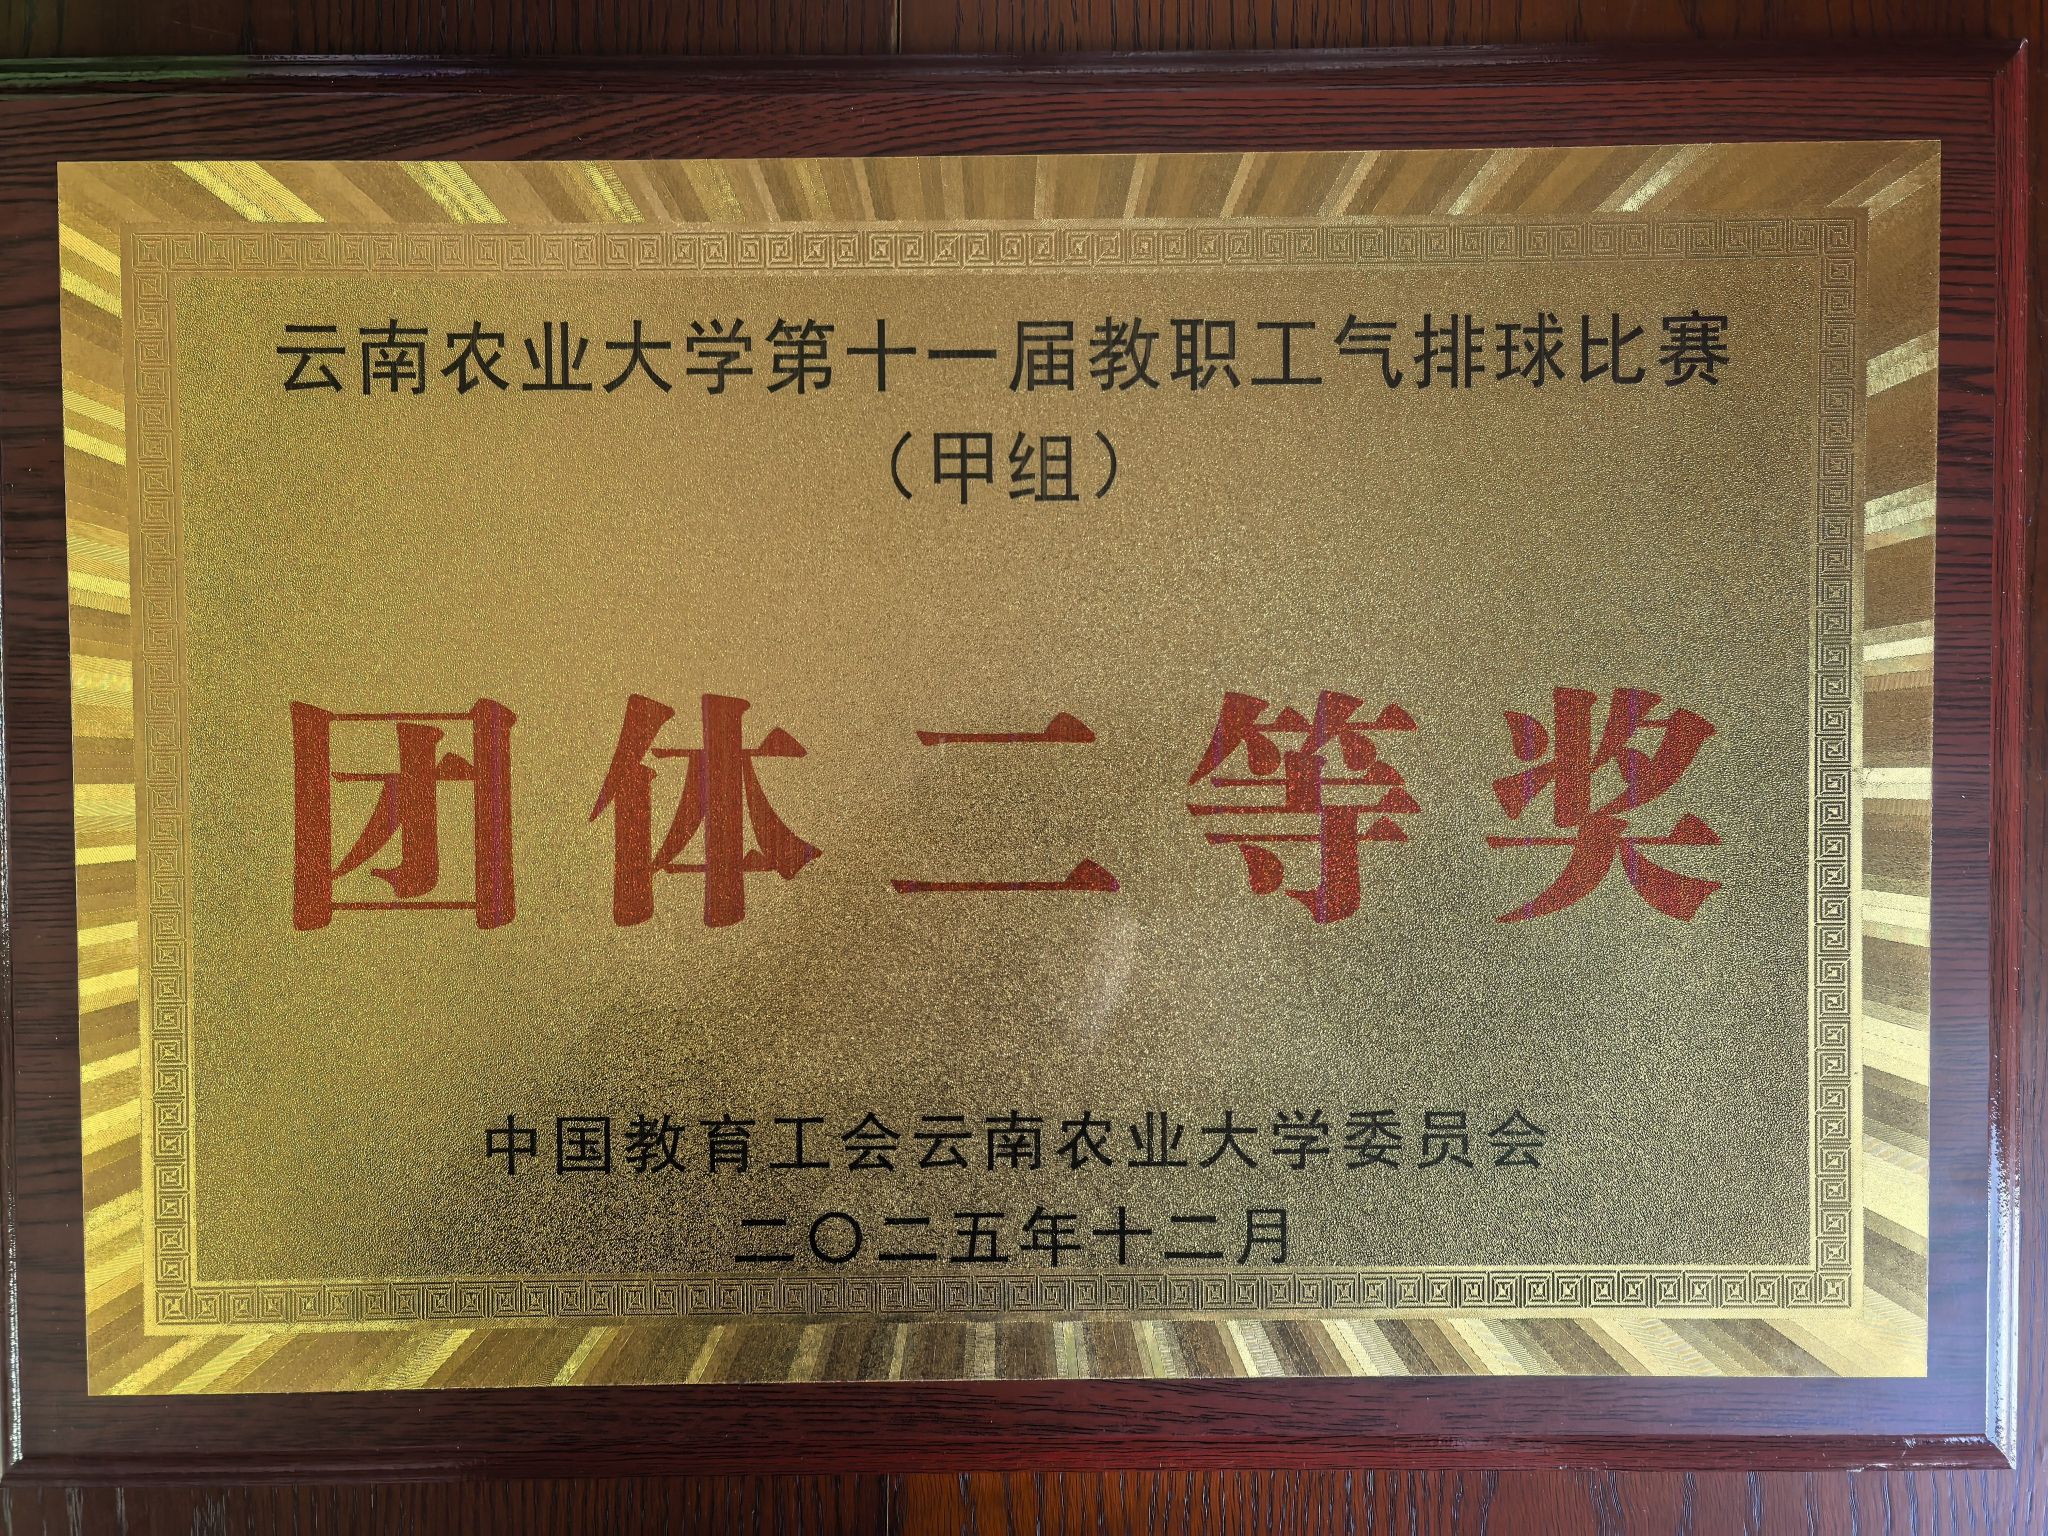 云南农业大学第十一届教职工气排球比赛
（甲组）
团体二等奖
中国教育工会云南农业大学委员会
二〇二五年十二月